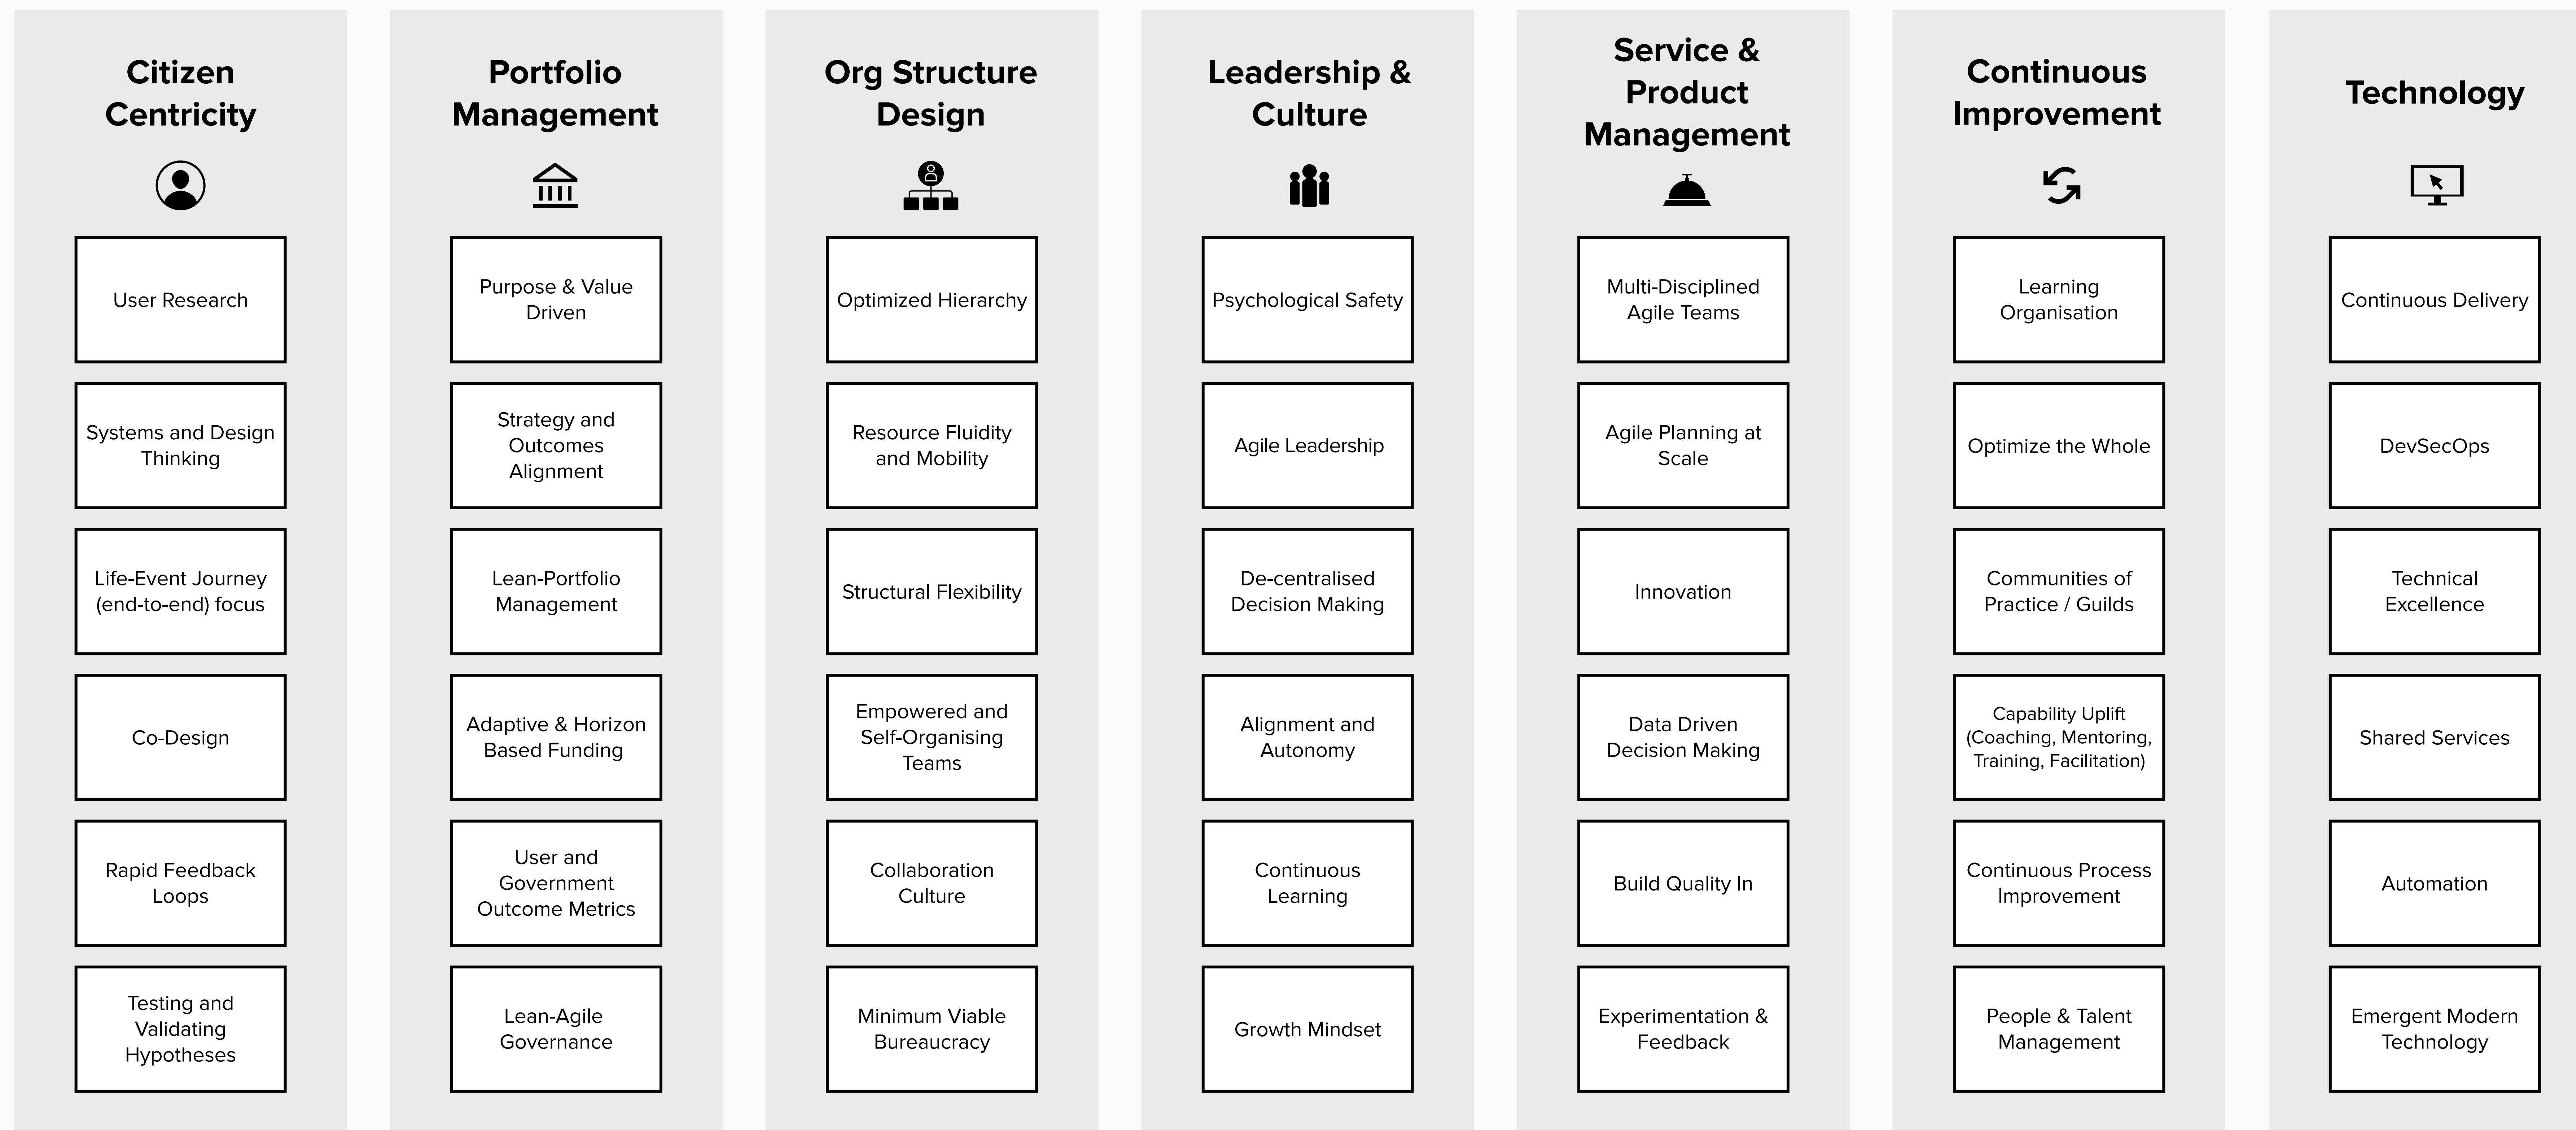 Citizen
Centricity
User Research
Systems and Design
Thinking
Life-Event Journey
(end-to-end) focus
Co-Design
Rapid Feedback
Loops
Testing and
Validating
Hypotheses
Portfolio
Management
Purpose & Value
Driven
Strategy and
Outcomes
Alignment
Lean-Portfolio
Management
Adaptive & Horizon
Based Funding
User and
Government
Outcome Metrics
Lean-Agile
Governance
Org Structure
Design
Optimized Hierarchy
Resource Fluidity
and Mobility
Structural Flexibility
Empowered and
Self-Organising
Teams
Collaboration
Culture
Minimum Viable
Bureaucracy
Leadership &
Culture
Psychological Safety
Agile Leadership
De-centralised
Decision Making
Alignment and
Autonomy
Continuous
Learning
Growth Mindset
Service &
Product
Management
Multi-Disciplined
Agile Teams
Agile Planning at
Scale
Innovation
Data Driven
Decision Making
Build Quality In
Experimentation &
Feedback
Continuous
Improvement
Learning
Organisation
Optimize the Whole
Communities of
Practice / Guilds
Capability Uplift
(Coaching, Mentoring,
Training, Facilitation)
Continuous Process
Improvement
People & Talent
Management
Technology
Continuous Delivery
DevSecOps
Technical
Excellence
Shared Services
Automation
Emergent Modern
Technology